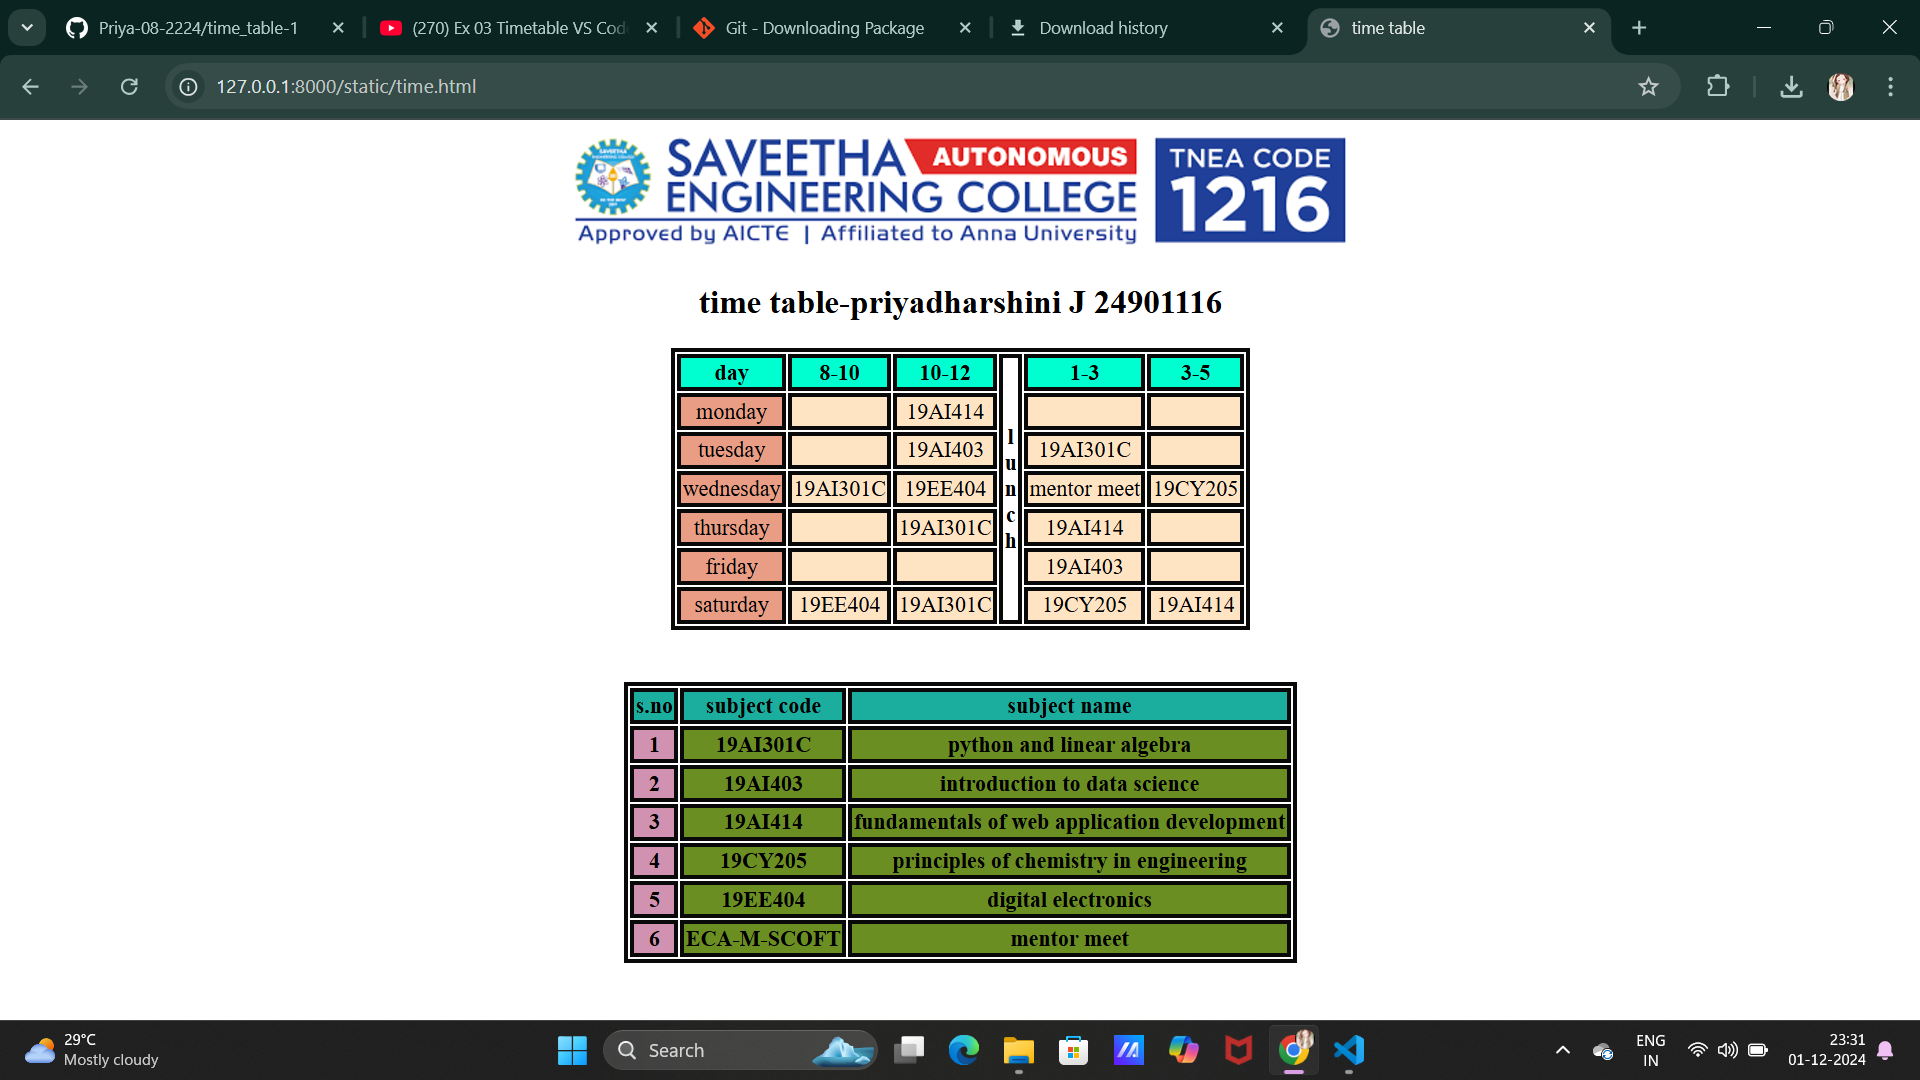 Priya-08-2224/time_table-1
(270) Ex 03 Timetable VS Cod
Git - Downloading Package
Download history
time table
127.0.0.1:8000/static/time.html
SAVEETHA AUTONOMOUS
ENGINEERING COLLEGE
Approved by AICTE | Affiliated to Anna University
TNEA CODE
1216
time table-priyadharshini J 24901116
day 8-10 10-12 lunch 1-3 3-5
monday 19AI414
tuesday 19AI403 19AI301C
wednesday 19AI301C 19EE404 mentor meet 19CY205
thursday 19AI301C 19AI414
friday 19AI403
saturday 19EE404 19AI301C 19CY205 19AI414
s.no subject code subject name
1 19AI301C python and linear algebra
2 19AI403 introduction to data science
3 19AI414 fundamentals of web application development
4 19CY205 principles of chemistry in engineering
5 19EE404 digital electronics
6 ECA-M-SCOFT mentor meet
29°C
Mostly cloudy
Search
ENG
IN
23:31
01-12-2024